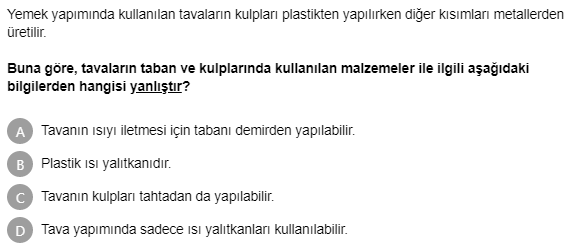 Yemek yapımında kullanılan tavaların kulpları plastikten yapılırken diğer kısımları metallerden
üretilir.
Buna göre, tavaların taban ve kulplarında kullanılan malzemeler ile ilgili aşağıdaki
bilgilerden hangisi yanlıştır?
A Tavanın ısıyı iletmesi için tabanı demirden yapılabilir.
B Plastik ısı yalıtkanıdır.
C Tavanın kulpları tahtadan da yapılabilir.
D Tava yapımında sadece ısı yalıtkanları kullanılabilir.